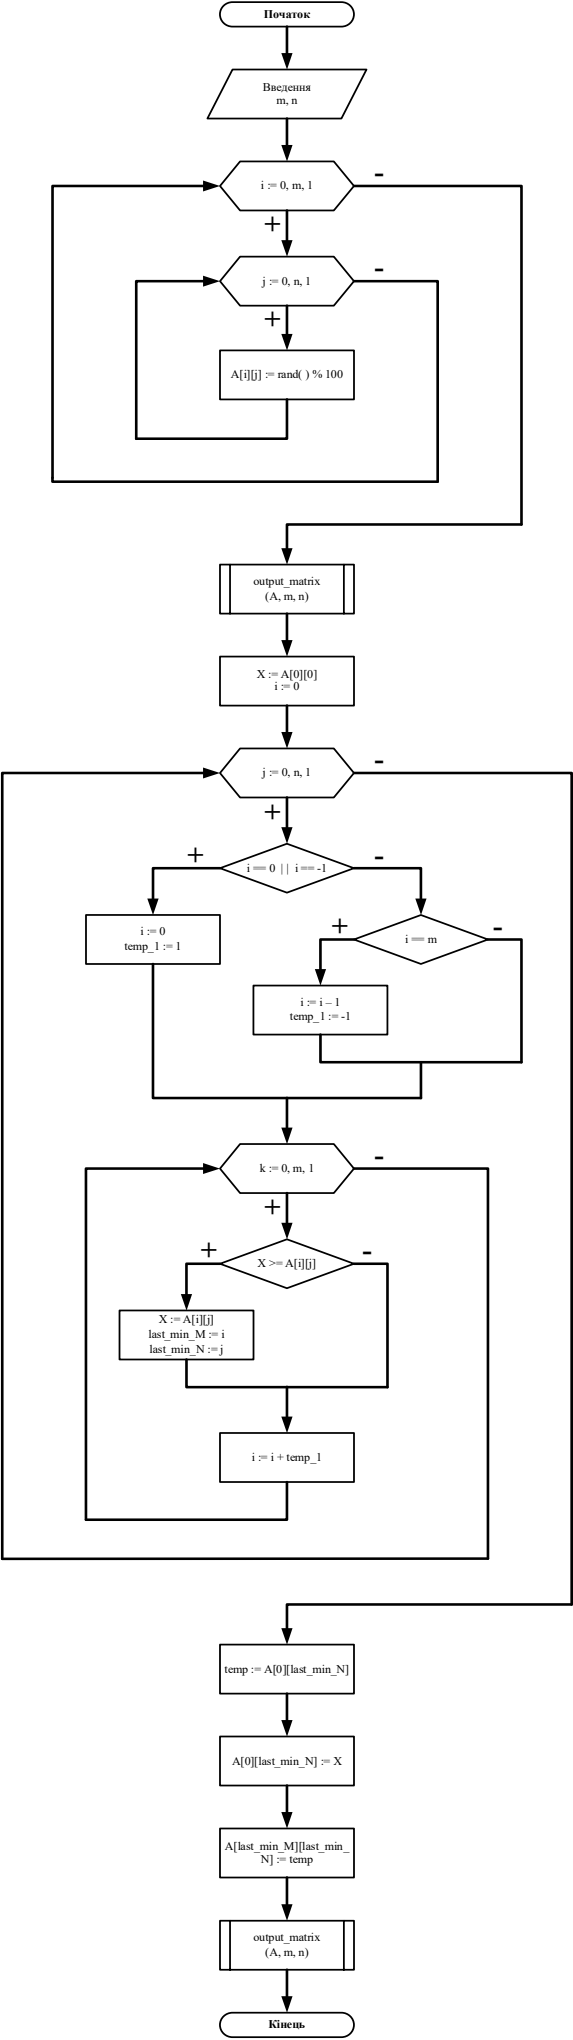 Початок
Введення
m, n
i := 0, m, 1
-
+
j := 0, n, 1
-
+
A[i][j] := rand( ) % 100
output_matrix
(A, m, n)
X := A[0][0]
i := 0
j := 0, n, 1
-
+
i == 0 || i == -1
+
-
i := 0
temp_1 := 1
i == m
+
-
i := i – 1
temp_1 := -1
k := 0, m, 1
-
+
X >= A[i][j]
+
-
X := A[i][j]
last_min_M := i
last_min_N := j
i := i + temp_1
temp := A[0][last_min_N]
A[0][last_min_N] := X
A[last_min_M][last_min_
N] := temp
output_matrix
(A, m, n)
Кінець